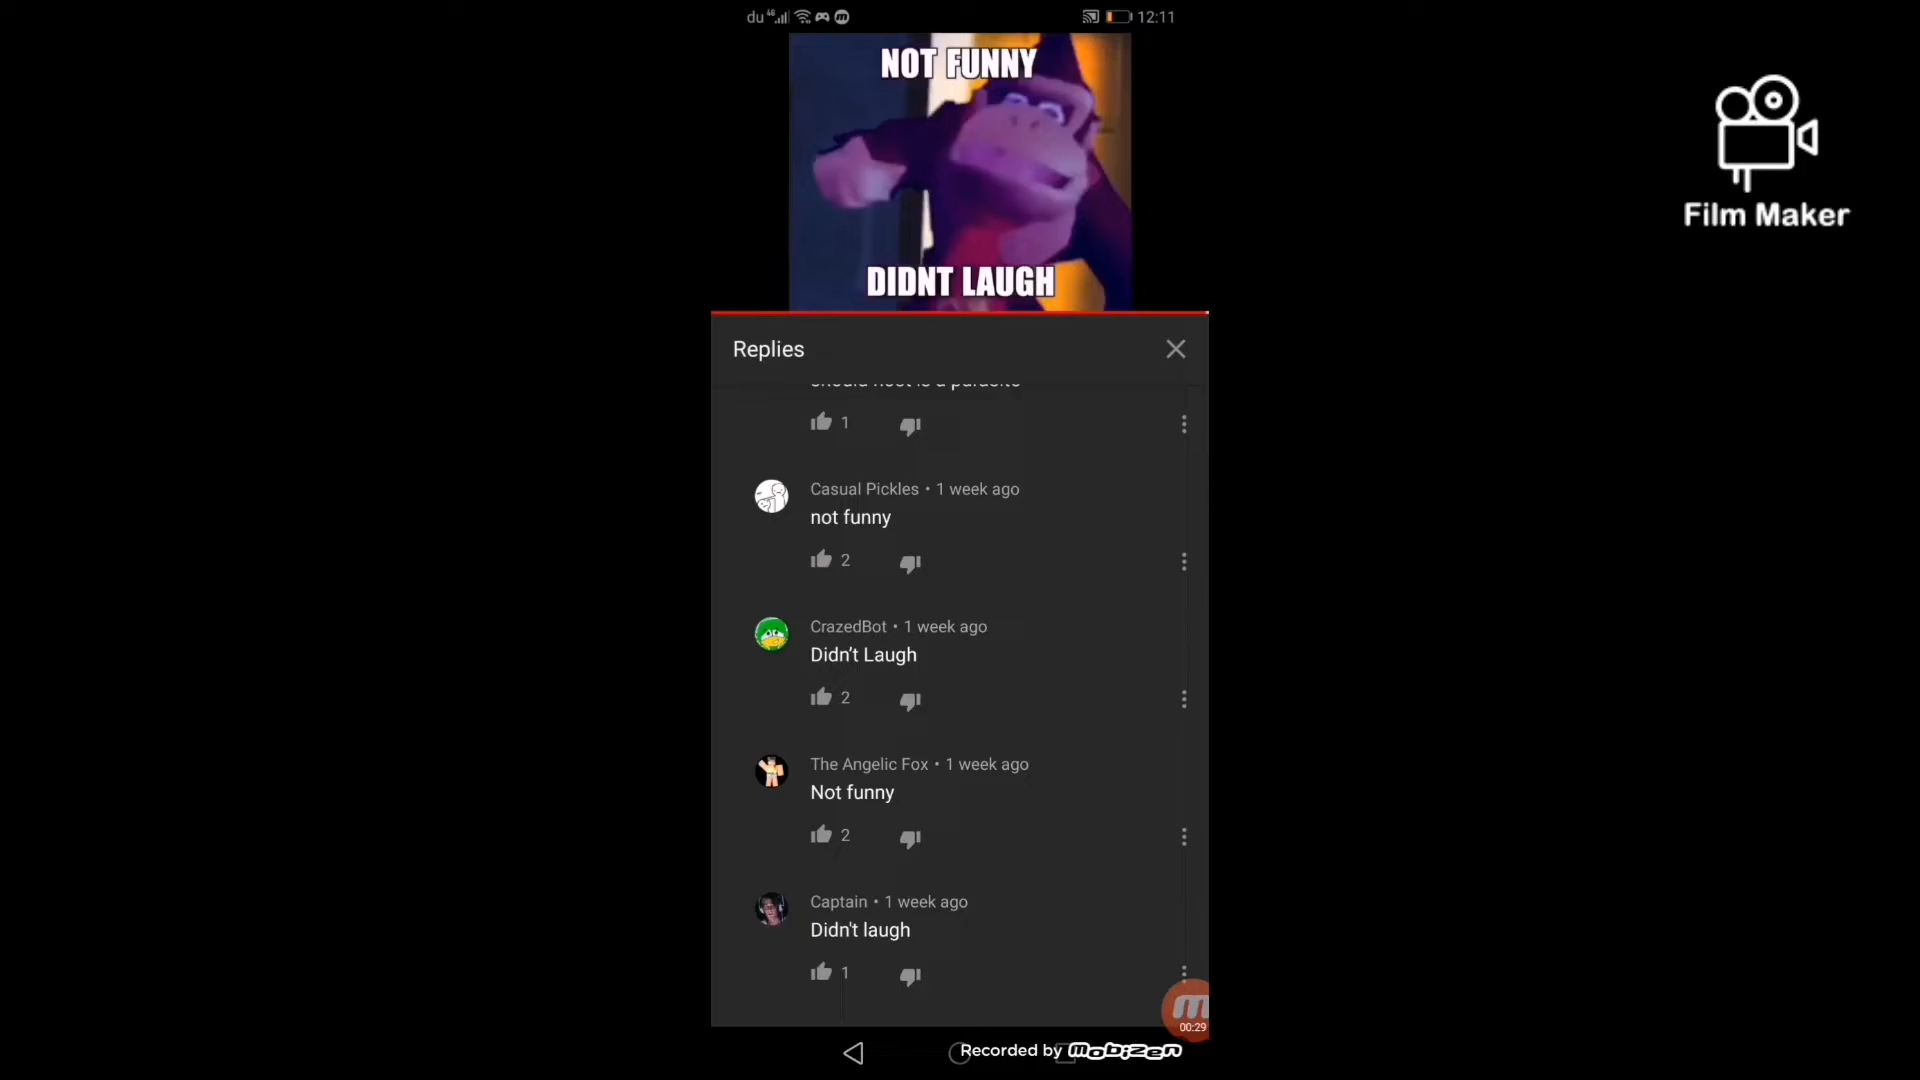 du 4G 12:11
NOT FUNNY
DIDNT LAUGH
Film Maker
Replies
1
Casual Pickles • 1 week ago
not funny
2
CrazedBot • 1 week ago
Didn’t Laugh
2
The Angelic Fox • 1 week ago
Not funny
2
Captain • 1 week ago
Didn't laugh
1
00:29
Recorded by mobizen